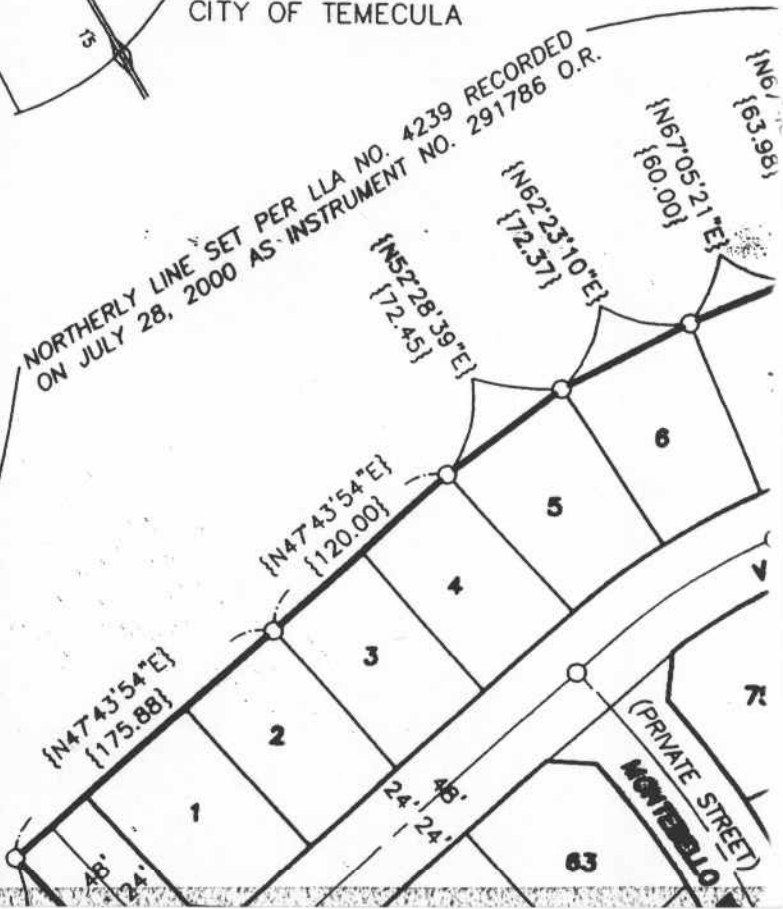 CITY OF TEMECULA
NORTHERLY LINE SET PER LLA NO. 4239 RECORDED
ON JULY 28, 2000 AS INSTRUMENT NO. 291786 O.R.
{N67°05'21"E}
{60.00}
{63.98}
{N62°23'10"E}
{72.37}
{N52°28'39"E}
{72.45}
{N47°43'54"E}
{120.00}
{N47°43'54"E}
{175.88}
6
5
4
3
2
1
48'
24' 24'
48'
24'
(PRIVATE STREET)
63